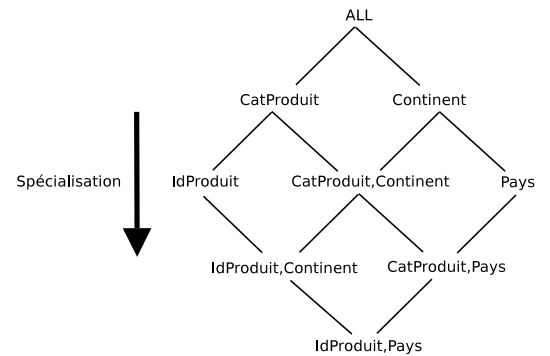 ALL
CatProduit
Continent
Spécialisation
IdProduit
CatProduit,Continent
Pays
IdProduit,Continent
CatProduit,Pays
IdProduit,Pays